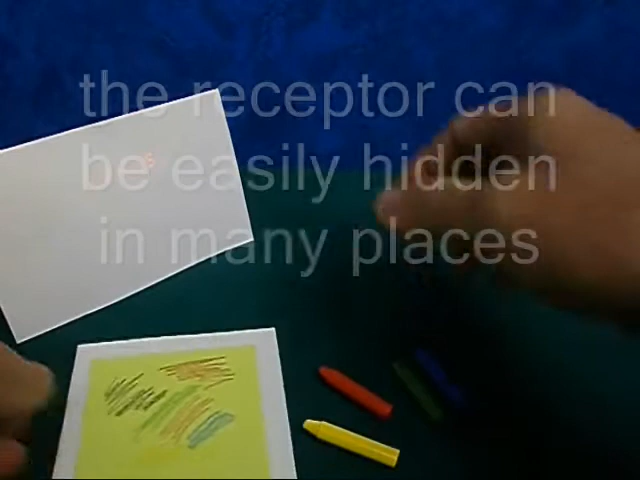 the receptor can
be easily hidden
in many places